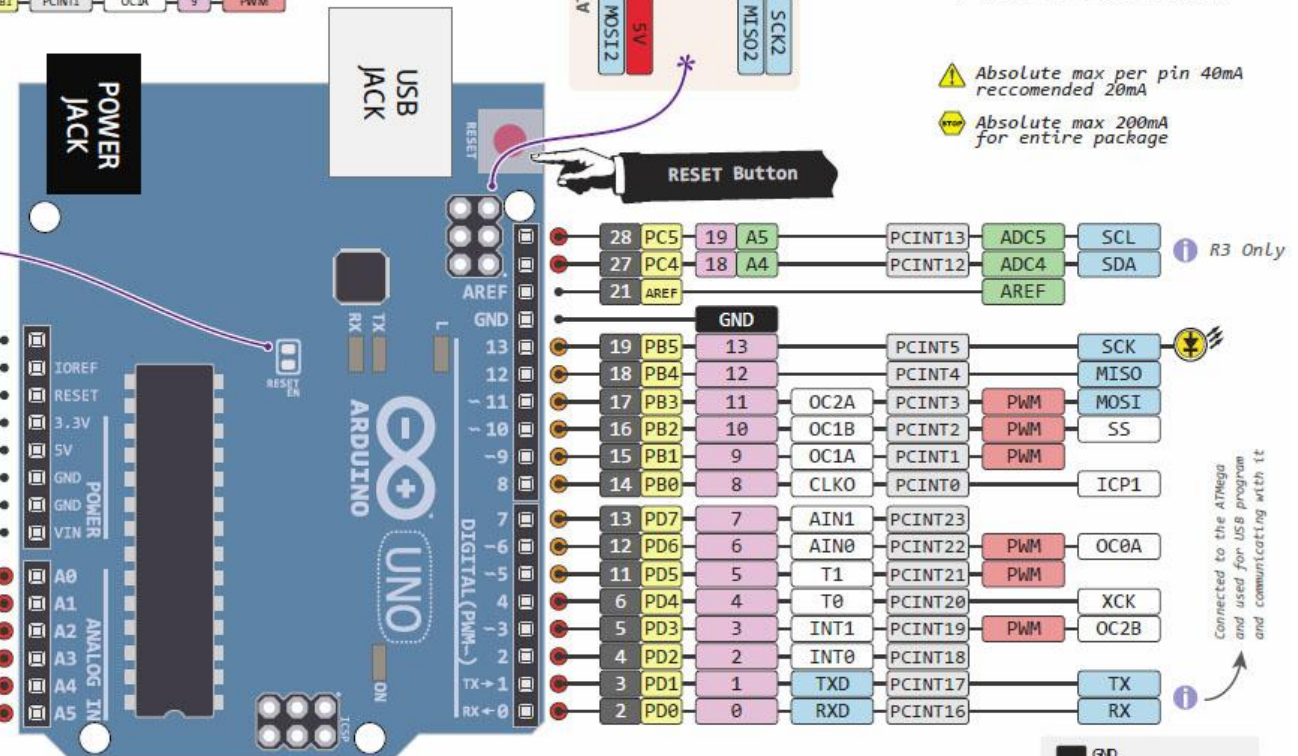 PCINT1 OC1A 9 PWM
MOSI2 5V MISO2 SCK2
Absolute max per pin 40mA
reccomended 20mA
STOP
Absolute max 200mA
for entire package
POWER
JACK
USB
JACK
RESET
RESET Button
28 PC5 19 A5 PCINT13 ADC5 SCL
i R3 Only
27 PC4 18 A4 PCINT12 ADC4 SDA
AREF 21 AREF AREF
GND GND
13 19 PB5 13 PCINT5 SCK
12 18 PB4 12 PCINT4 MISO
~11 17 PB3 11 OC2A PCINT3 PWM MOSI
~10 16 PB2 10 OC1B PCINT2 PWM SS
~9 15 PB1 9 OC1A PCINT1 PWM
8 14 PB0 8 CLKO PCINT0 ICP1
7 13 PD7 7 AIN1 PCINT23
~6 12 PD6 6 AIN0 PCINT22 PWM OC0A
~5 11 PD5 5 T1 PCINT21 PWM
4 6 PD4 4 T0 PCINT20 XCK
~3 5 PD3 3 INT1 PCINT19 PWM OC2B
2 4 PD2 2 INT0 PCINT18
TX→1 3 PD1 1 TXD PCINT17 TX
RX←0 2 PD0 0 RXD PCINT16 RX
i
Connected to the ATMega
and used for USB program
and communicating with it
RX TX
L
RESET
EN
IOREF
RESET
3.3V
5V
GND
GND
VIN
POWER
A0
A1
A2
A3
A4
A5
ANALOG IN
ARDUINO
UNO
DIGITAL(PWM~)
ON
ICSP
GND